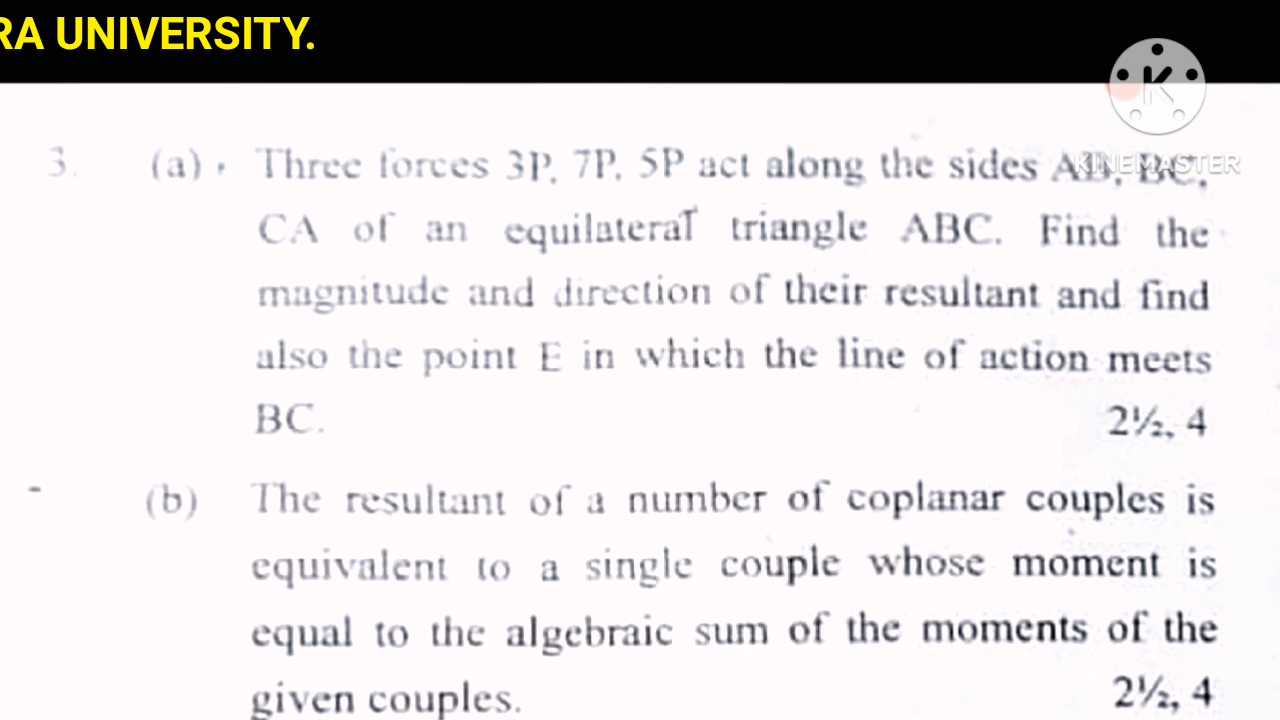 RA UNIVERSITY.
KINEMASTER
3. (a) Three forces 3P, 7P, 5P act along the sides AB, BC,
CA of an equilateral triangle ABC. Find the
magnitude and direction of their resultant and find
also the point E in which the line of action meets
BC. 2½, 4
(b) The resultant of a number of coplanar couples is
equivalent to a single couple whose moment is
equal to the algebraic sum of the moments of the
given couples. 2½, 4